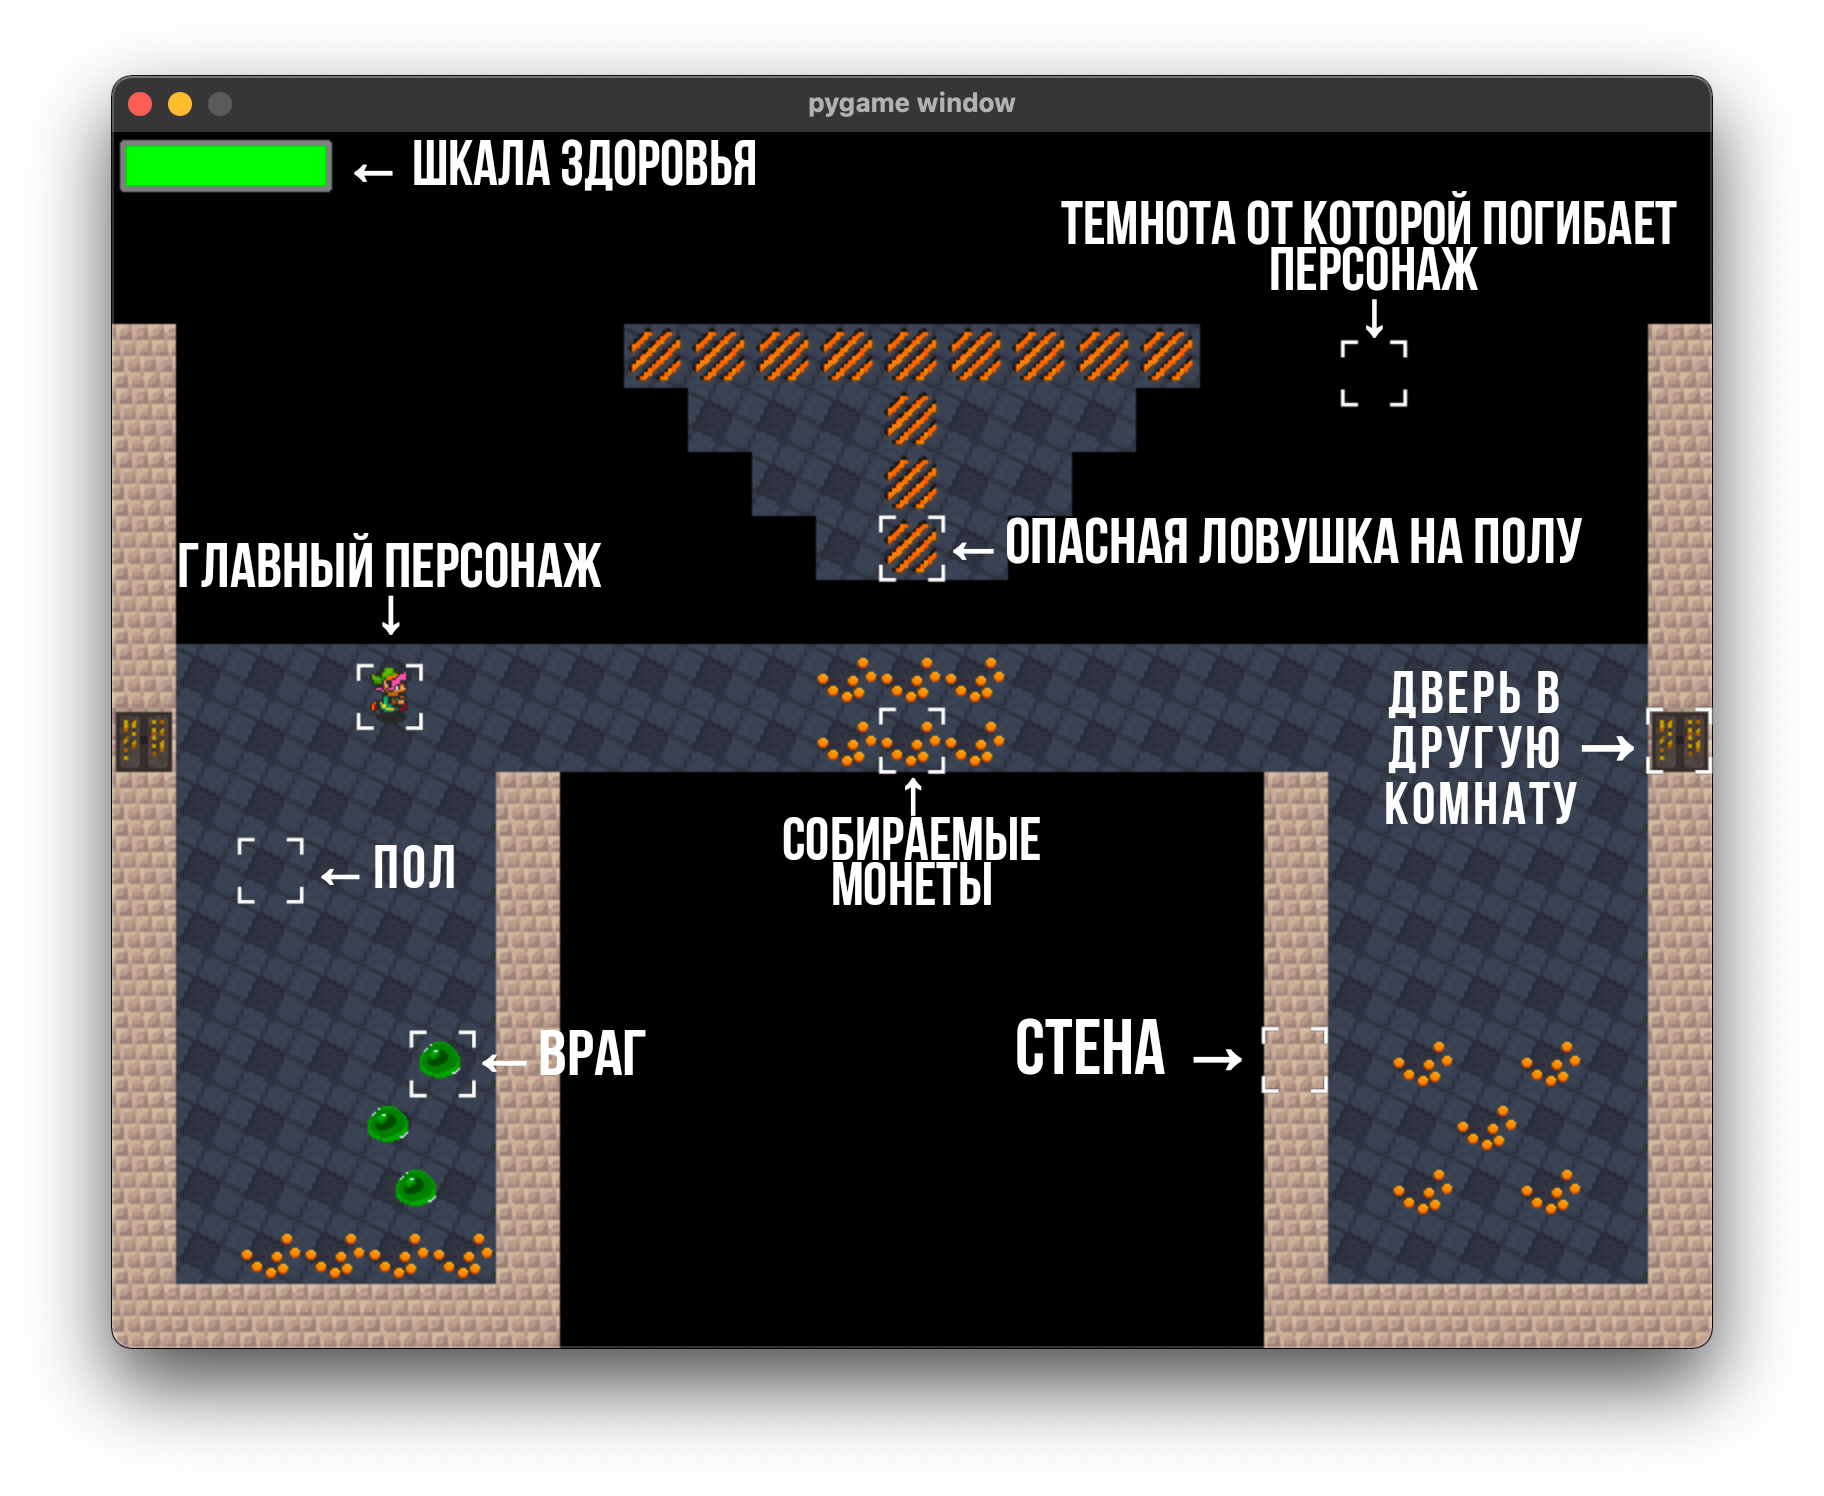 pygame window
← ШКАЛА ЗДОРОВЬЯ
ТЕМНОТА ОТ КОТОРОЙ ПОГИБАЕТ
ПЕРСОНАЖ
↓
← ОПАСНАЯ ЛОВУШКА НА ПОЛУ
ГЛАВНЫЙ ПЕРСОНАЖ
↓
ДВЕРЬ В
ДРУГУЮ →
КОМНАТУ
↑
СОБИРАЕМЫЕ
МОНЕТЫ
← ПОЛ
← ВРАГ
СТЕНА →